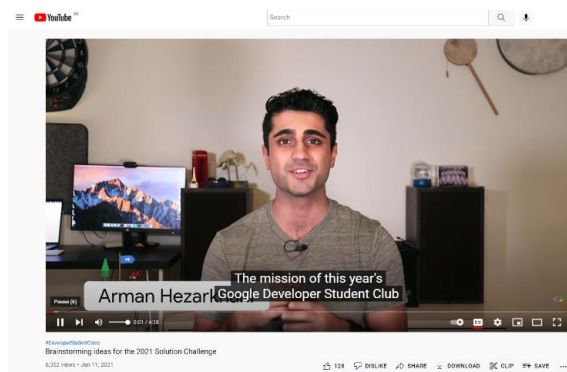 YouTube
Search
The mission of this year's
Google Developer Student Club
Pause (k)
0:01 / 4:18
#DeveloperStudentClubs
Brainstorming ideas for the 2021 Solution Challenge
6,352 views • Jan 11, 2021
128 DISLIKE SHARE DOWNLOAD CLIP SAVE
Arman